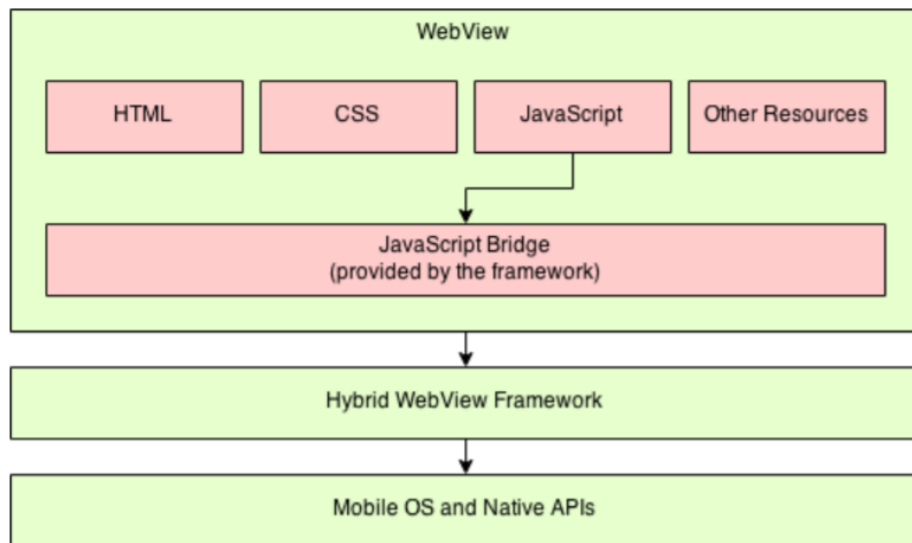 WebView
HTML
CSS
JavaScript
Other Resources
JavaScript Bridge
(provided by the framework)
Hybrid WebView Framework
Mobile OS and Native APIs